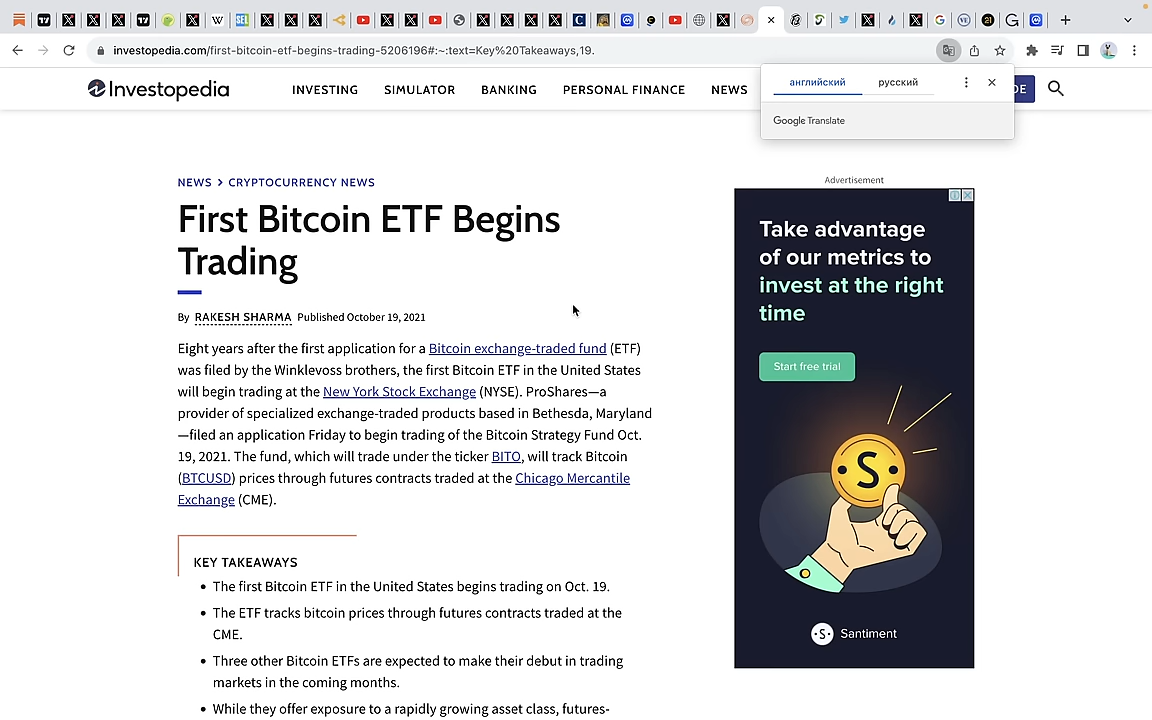 investopedia.com/first-bitcoin-etf-begins-trading-5206196#:~:text=Key%20Takeaways,19.
английский русский
Google Translate
Investopedia
INVESTING SIMULATOR BANKING PERSONAL FINANCE NEWS
DE
NEWS > CRYPTOCURRENCY NEWS
First Bitcoin ETF Begins
Trading
By RAKESH SHARMA Published October 19, 2021
Eight years after the first application for a Bitcoin exchange-traded fund (ETF)
was filed by the Winklevoss brothers, the first Bitcoin ETF in the United States
will begin trading at the New York Stock Exchange (NYSE). ProShares—a
provider of specialized exchange-traded products based in Bethesda, Maryland
—filed an application Friday to begin trading of the Bitcoin Strategy Fund Oct.
19, 2021. The fund, which will trade under the ticker BITO, will track Bitcoin
(BTCUSD) prices through futures contracts traded at the Chicago Mercantile
Exchange (CME).
KEY TAKEAWAYS
• The first Bitcoin ETF in the United States begins trading on Oct. 19.
• The ETF tracks bitcoin prices through futures contracts traded at the
CME.
• Three other Bitcoin ETFs are expected to make their debut in trading
markets in the coming months.
• While they offer exposure to a rapidly growing asset class, futures-
Advertisement
Take advantage
of our metrics to
invest at the right
time
Start free trial
S
Santiment